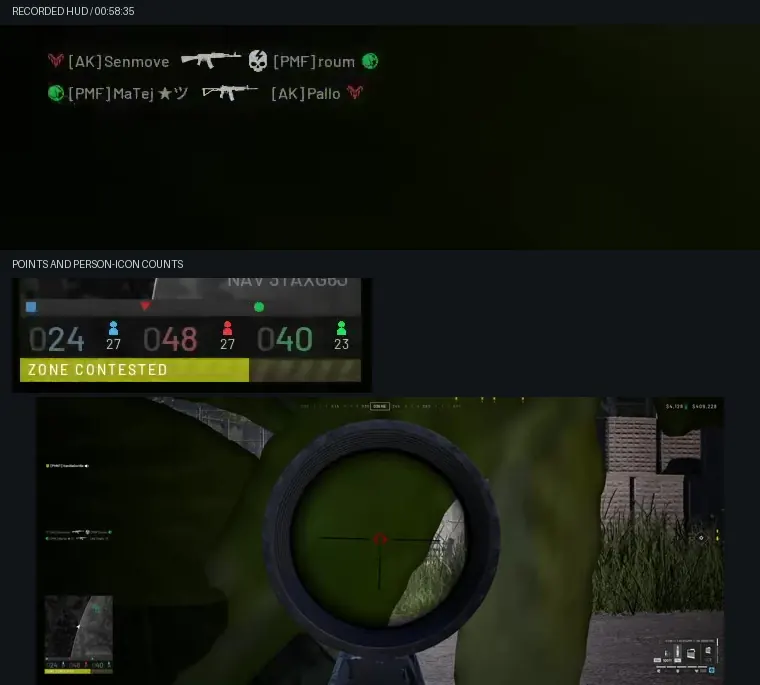 RECORDED HUD / 00:58:35
[AK]Senmove [PMF]roum
[PMF]MaTej ★ツ [AK]Pallo
POINTS AND PERSON-ICON COUNTS
NAV 31AXG6J
024 27 048 27 040 23
ZONE CONTESTED